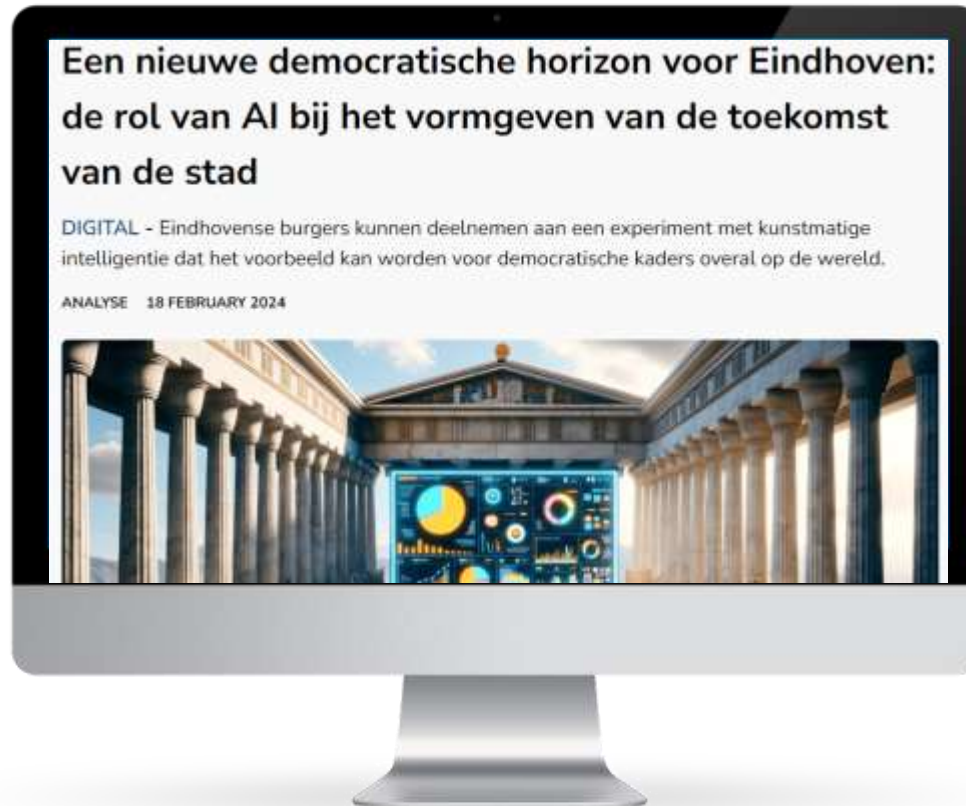 Een nieuwe democratische horizon voor Eindhoven:
de rol van AI bij het vormgeven van de toekomst
van de stad
DIGITAL - Eindhovense burgers kunnen deelnemen aan een experiment met kunstmatige
intelligentie dat het voorbeeld kan worden voor democratische kaders overal op de wereld.
ANALYSE 18 FEBRUARY 2024